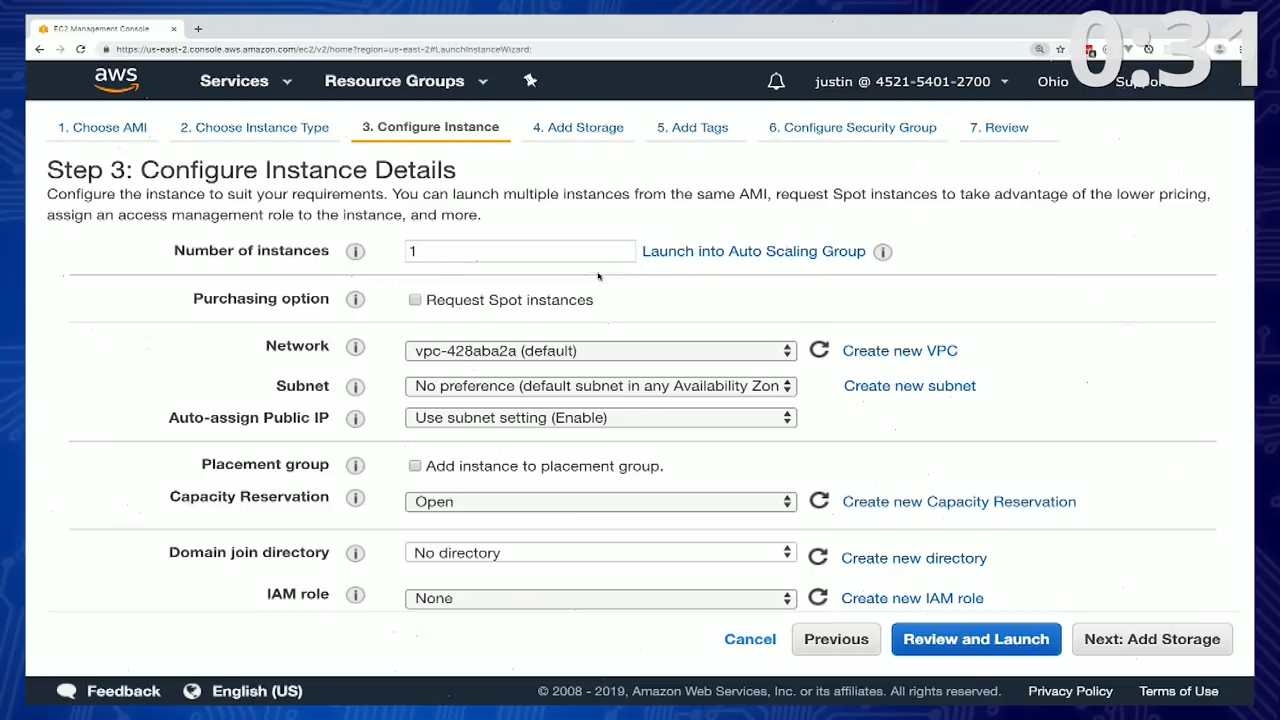 EC2 Management Console
0:31
https://us-east-2.console.aws.amazon.com/ec2/v2/home?region=us-east-2#LaunchInstanceWizard:
aws Services Resource Groups justin @ 4521-5401-2700 Ohio Support
1. Choose AMI 2. Choose Instance Type 3. Configure Instance 4. Add Storage 5. Add Tags 6. Configure Security Group 7. Review
Step 3: Configure Instance Details
Configure the instance to suit your requirements. You can launch multiple instances from the same AMI, request Spot instances to take advantage of the lower pricing,
assign an access management role to the instance, and more.
Number of instances 1 Launch into Auto Scaling Group
Purchasing option Request Spot instances
Network vpc-428aba2a (default) Create new VPC
Subnet No preference (default subnet in any Availability Zon Create new subnet
Auto-assign Public IP Use subnet setting (Enable)
Placement group Add instance to placement group.
Capacity Reservation Open Create new Capacity Reservation
Domain join directory No directory Create new directory
IAM role None Create new IAM role
Cancel Previous Review and Launch Next: Add Storage
Feedback English (US) © 2008 - 2019, Amazon Web Services, Inc. or its affiliates. All rights reserved. Privacy Policy Terms of Use